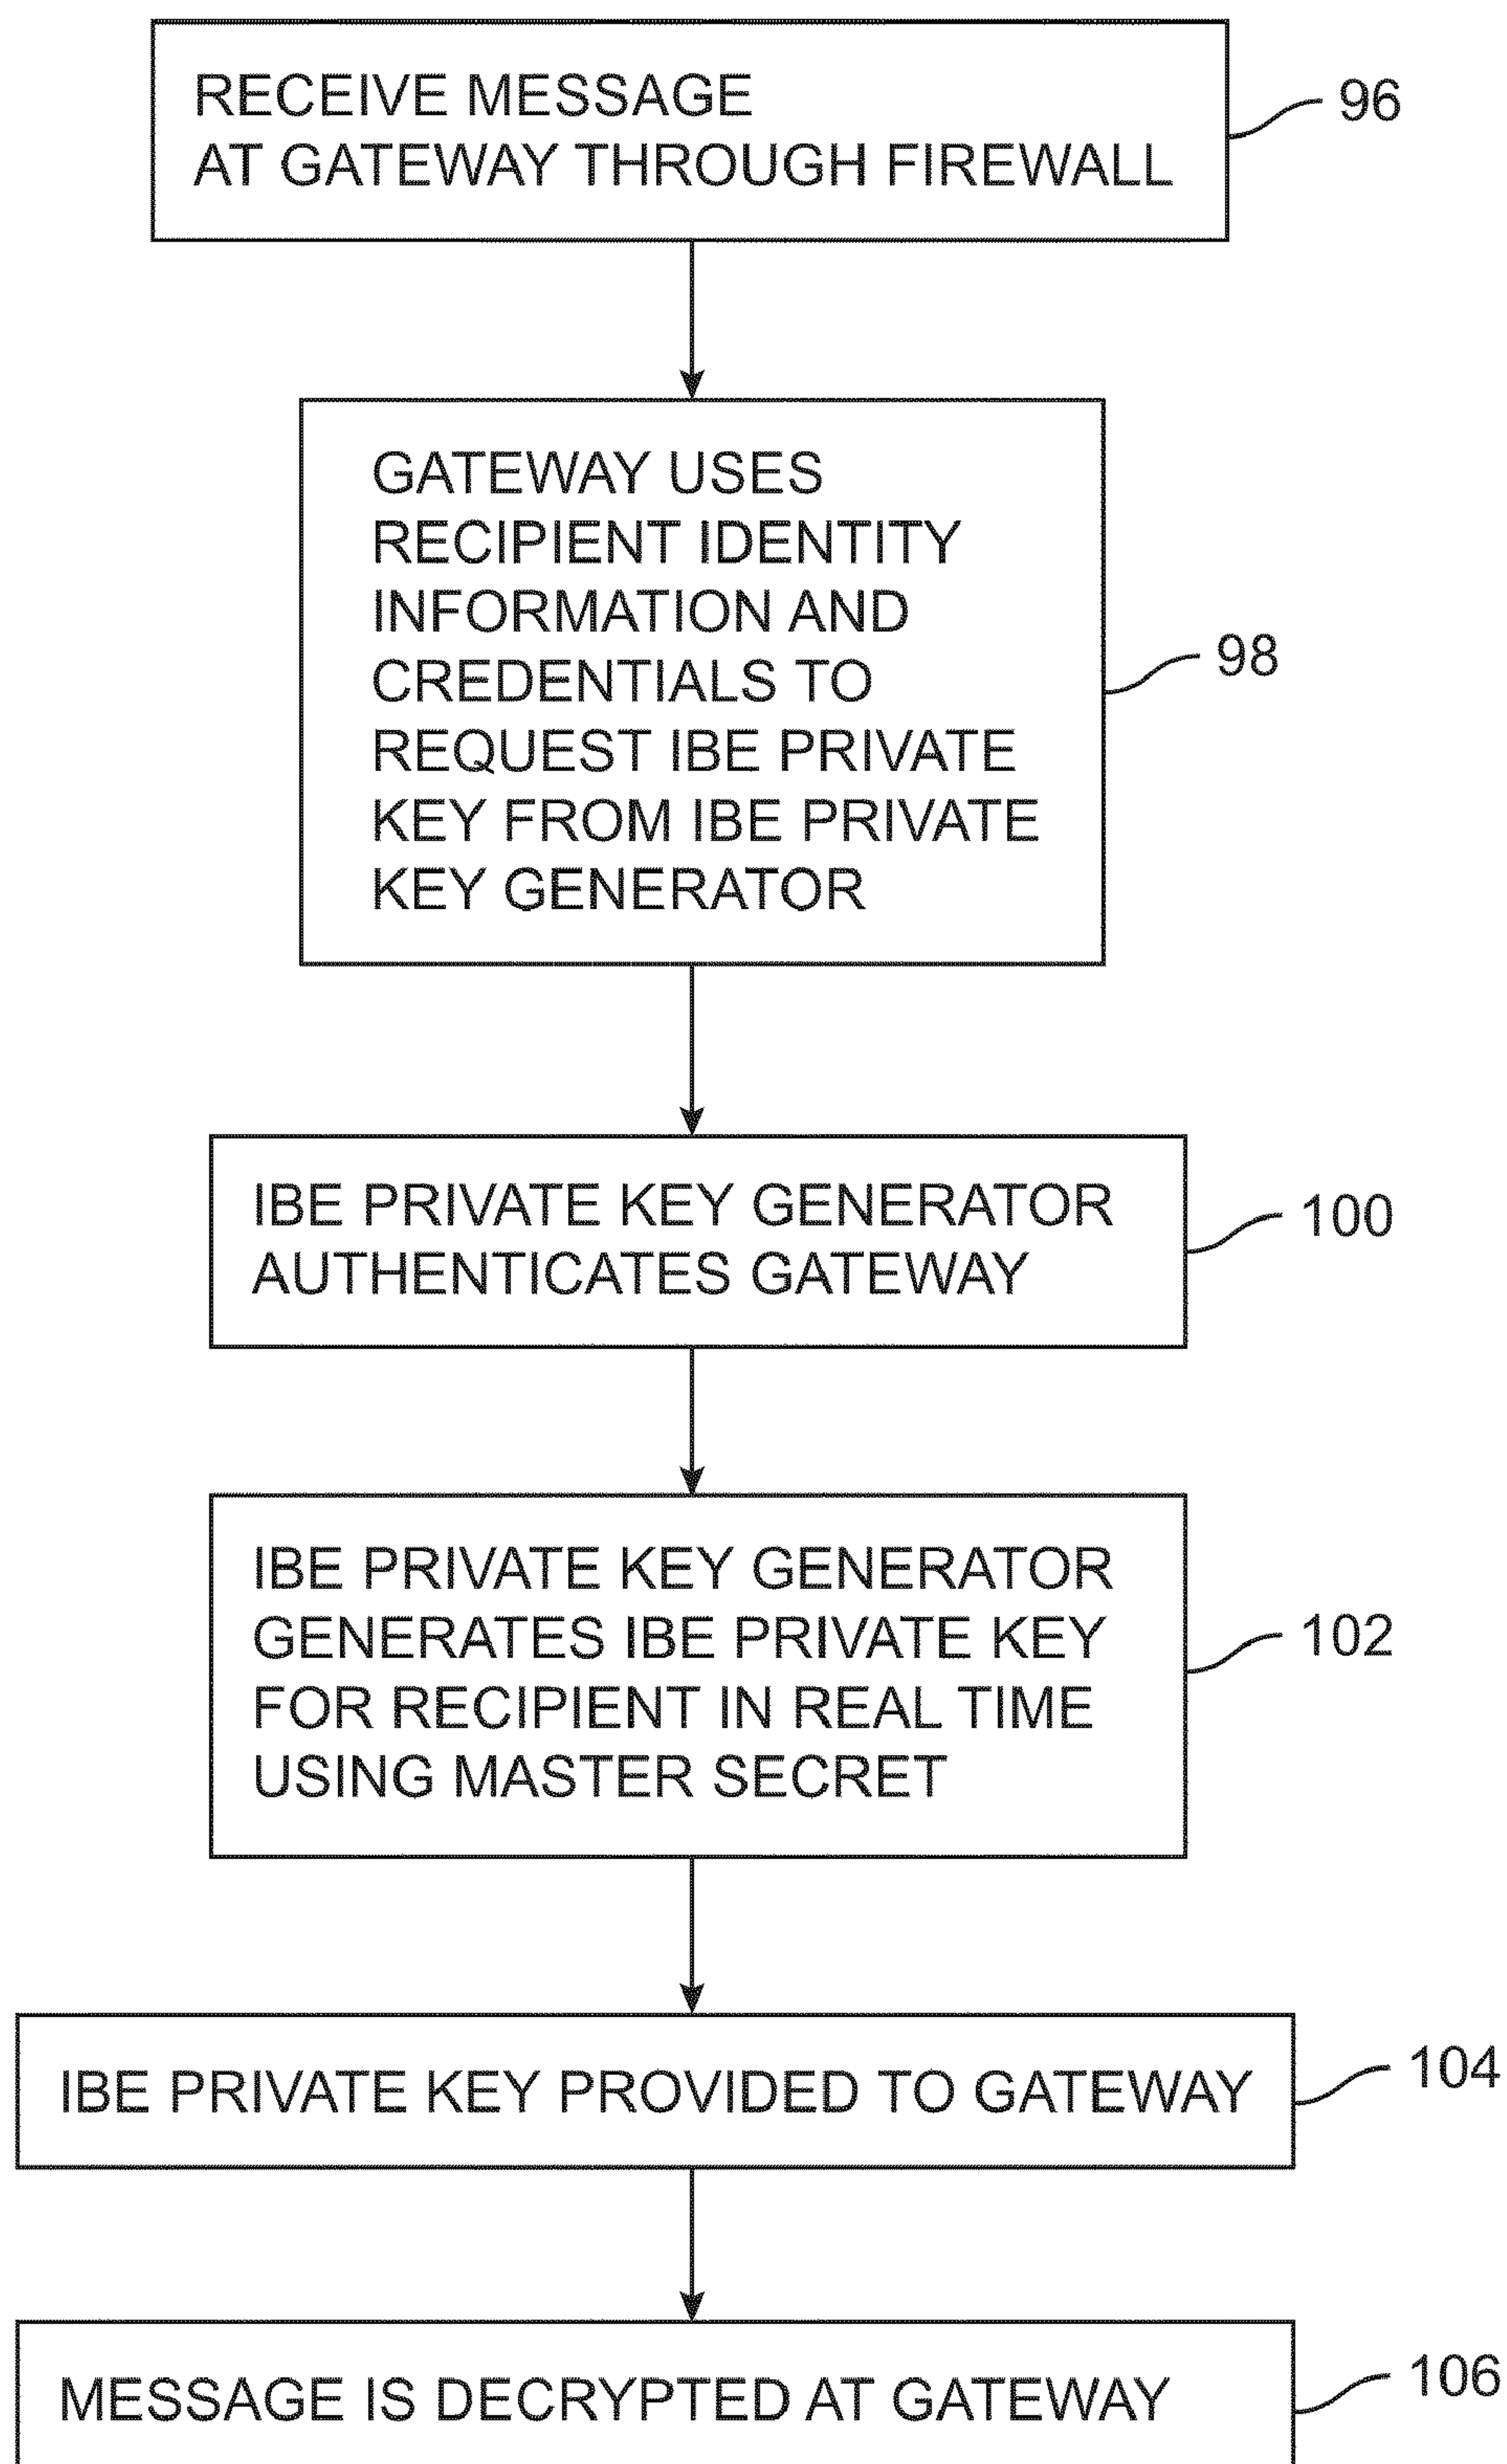 RECEIVE MESSAGE
AT GATEWAY THROUGH FIREWALL
96
GATEWAY USES
RECIPIENT IDENTITY
INFORMATION AND
CREDENTIALS TO
REQUEST IBE PRIVATE
KEY FROM IBE PRIVATE
KEY GENERATOR
98
IBE PRIVATE KEY GENERATOR
AUTHENTICATES GATEWAY
100
IBE PRIVATE KEY GENERATOR
GENERATES IBE PRIVATE KEY
FOR RECIPIENT IN REAL TIME
USING MASTER SECRET
102
IBE PRIVATE KEY PROVIDED TO GATEWAY
104
MESSAGE IS DECRYPTED AT GATEWAY
106